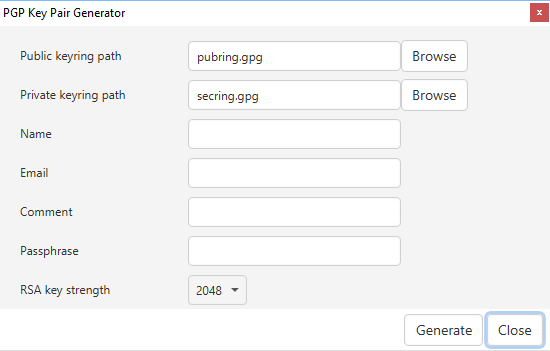 PGP Key Pair Generator x
Public keyring path pubring.gpg Browse
Private keyring path secring.gpg Browse
Name
Email
Comment
Passphrase
RSA key strength 2048
Generate Close